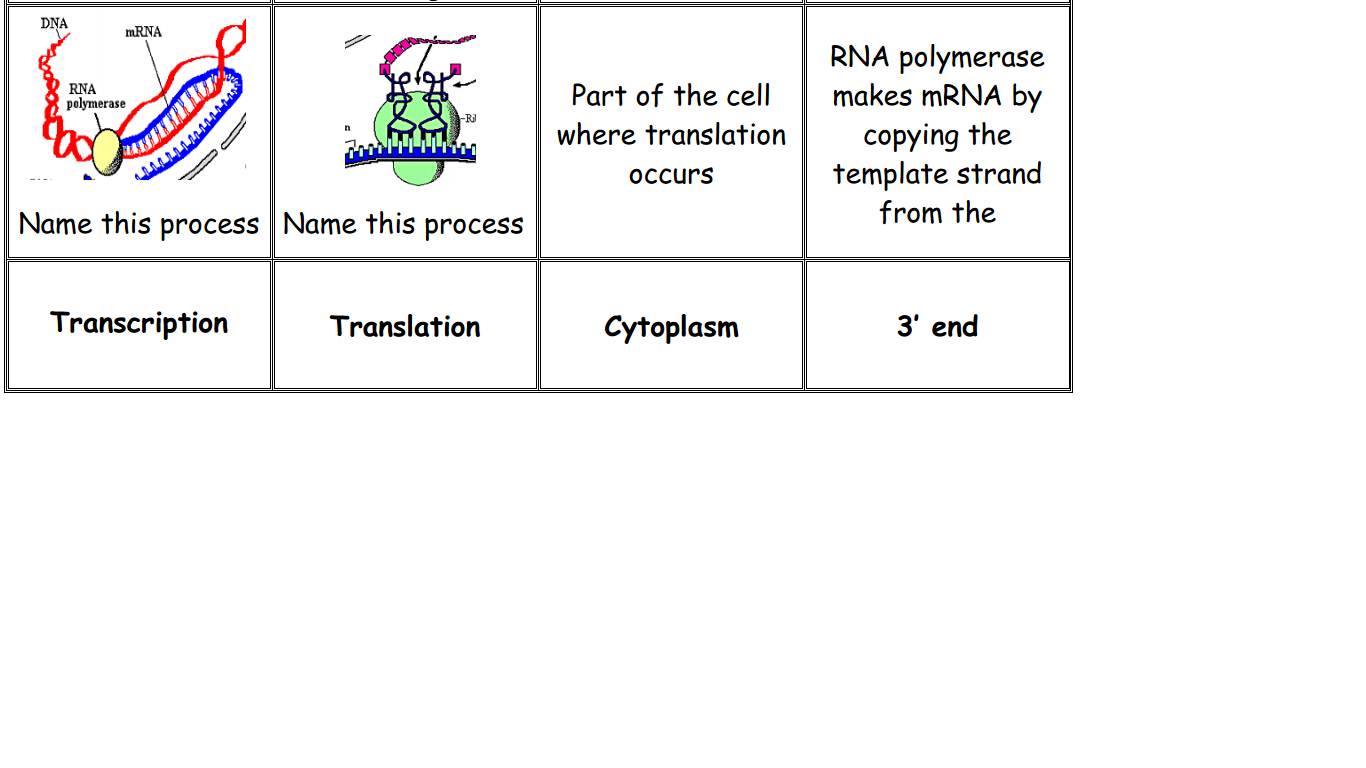 DNA
mRNA
RNA
polymerase
Name this process
n
Name this process
Part of the cell
where translation
occurs
RNA polymerase
makes mRNA by
copying the
template strand
from the
Transcription
Translation
Cytoplasm
3’ end